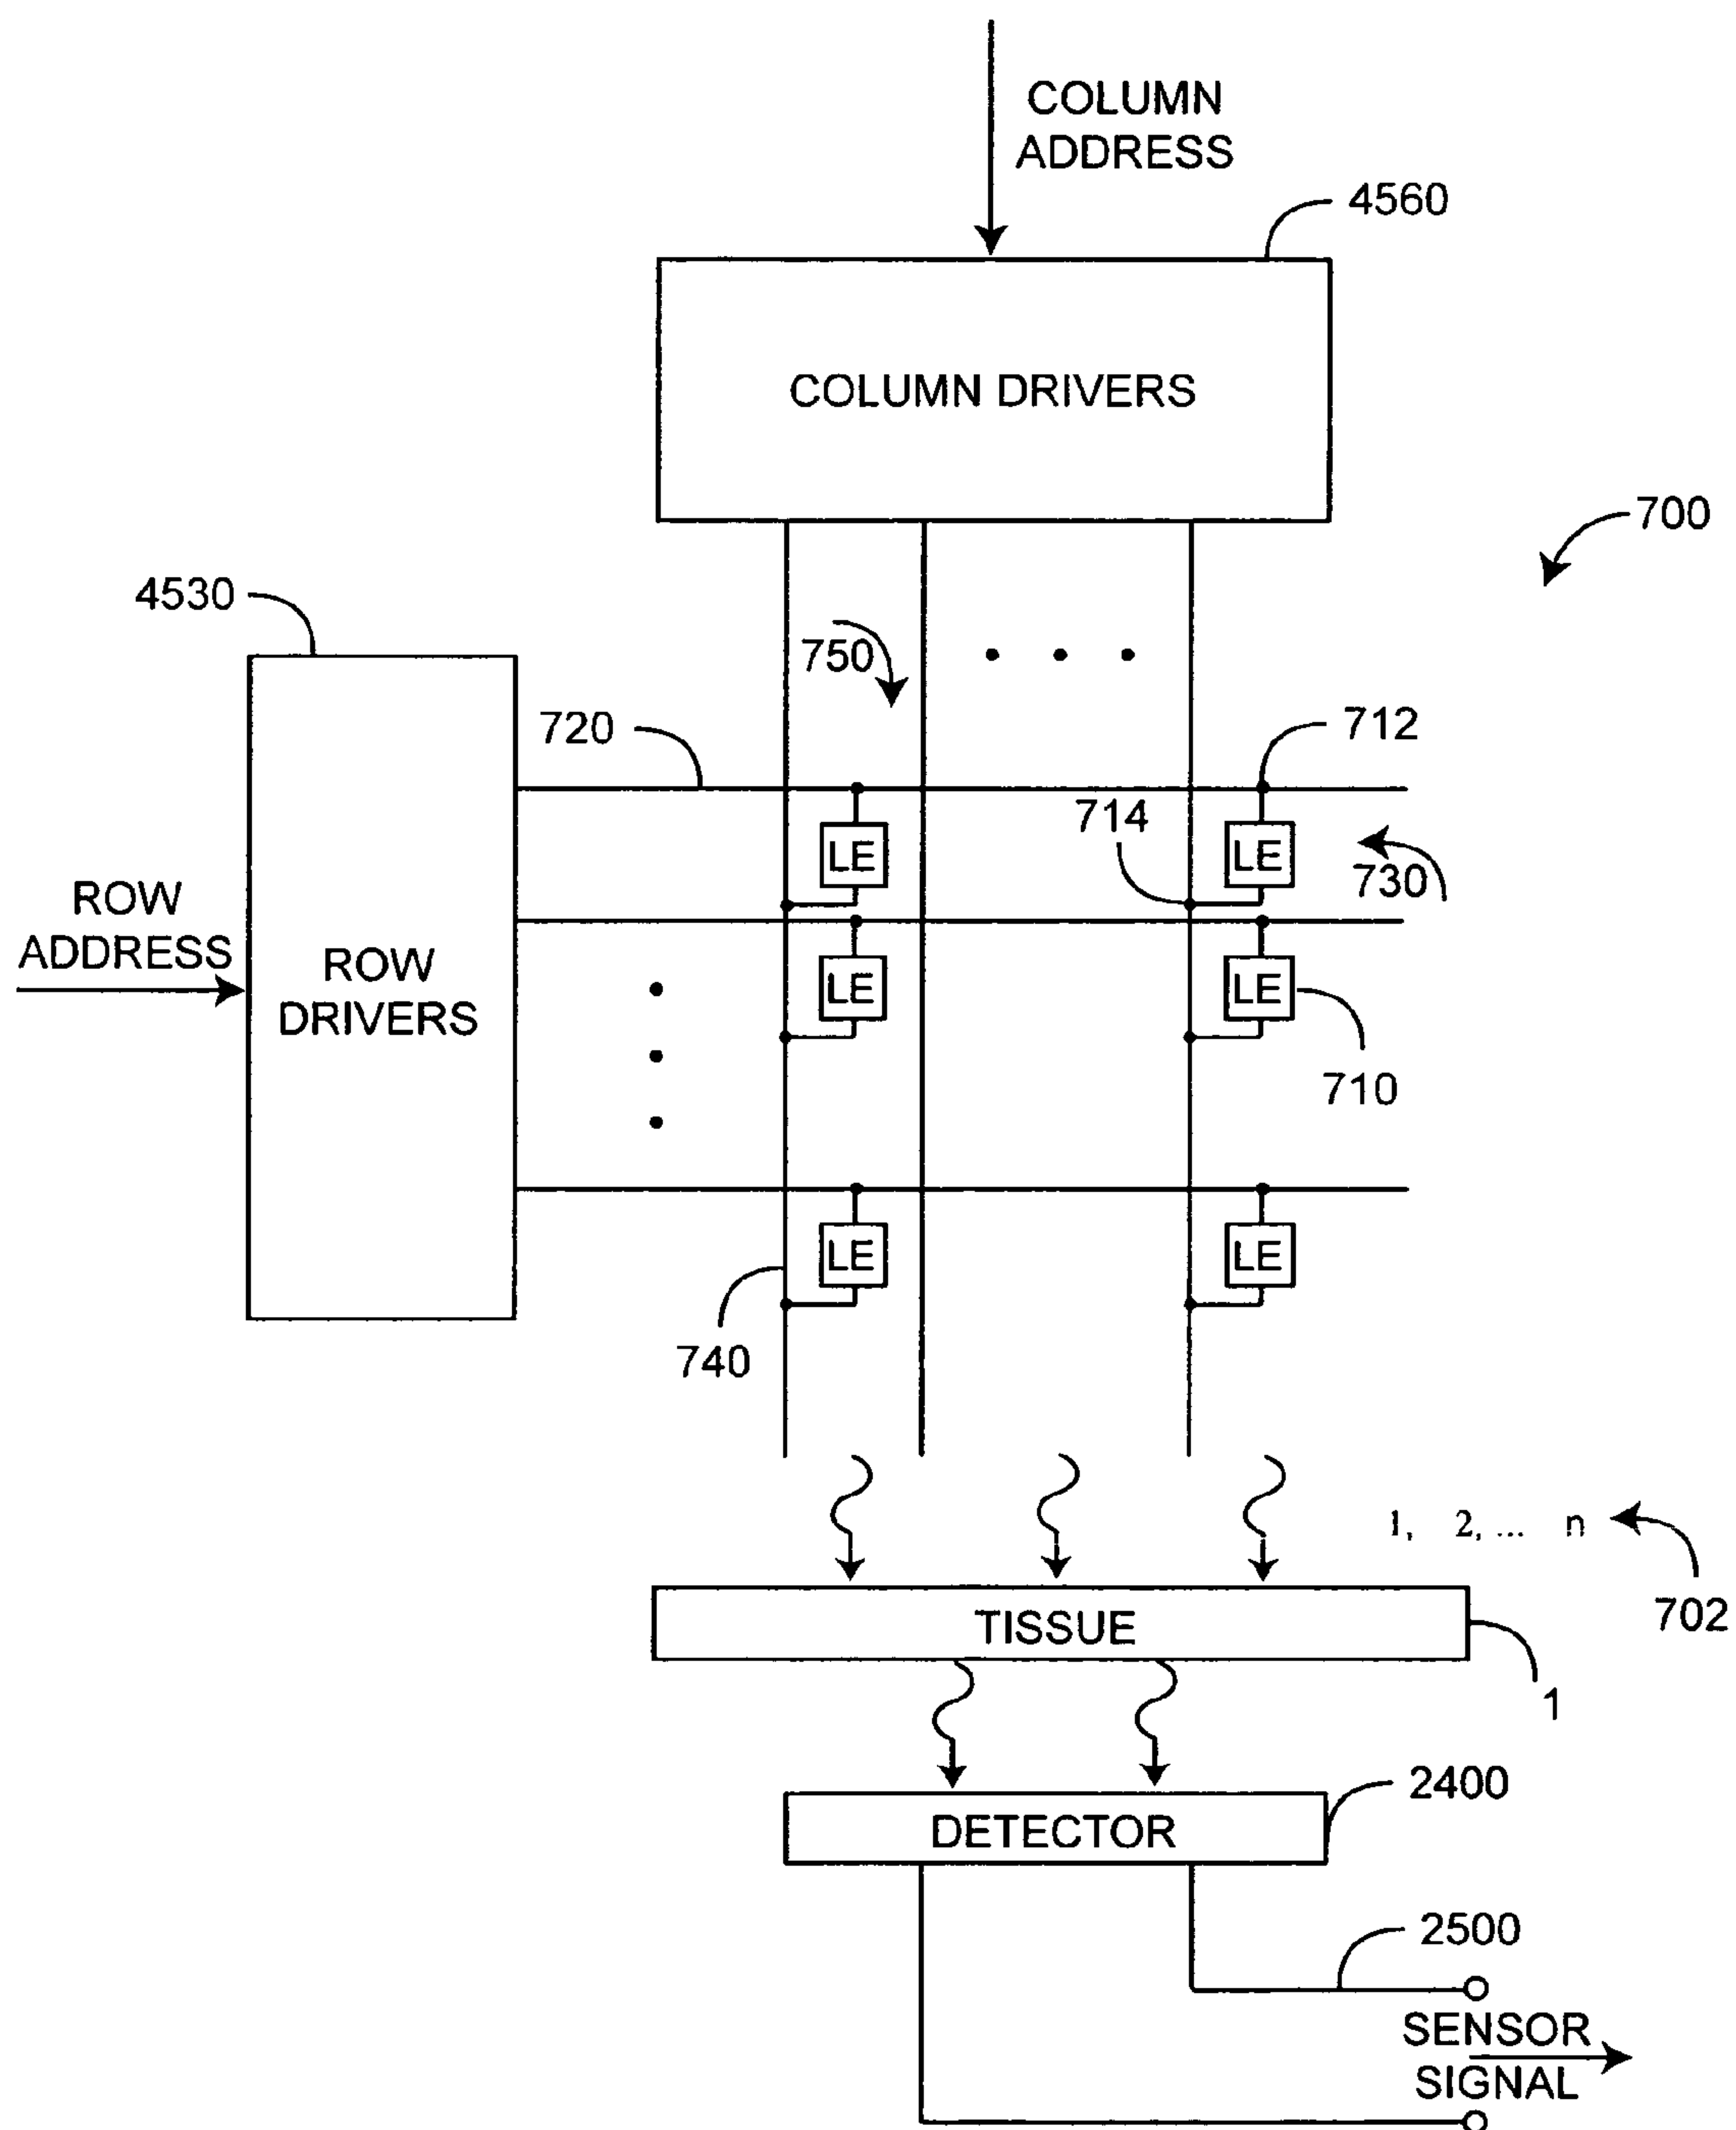 COLUMN
ADDRESS
4560
COLUMN DRIVERS
700
4530
750
720
712
714
LE
LE
730
ROW
ADDRESS
ROW
DRIVERS
LE
LE
710
LE
LE
740
1, 2, ... n
702
TISSUE
1
2400
DETECTOR
2500
SENSOR
SIGNAL